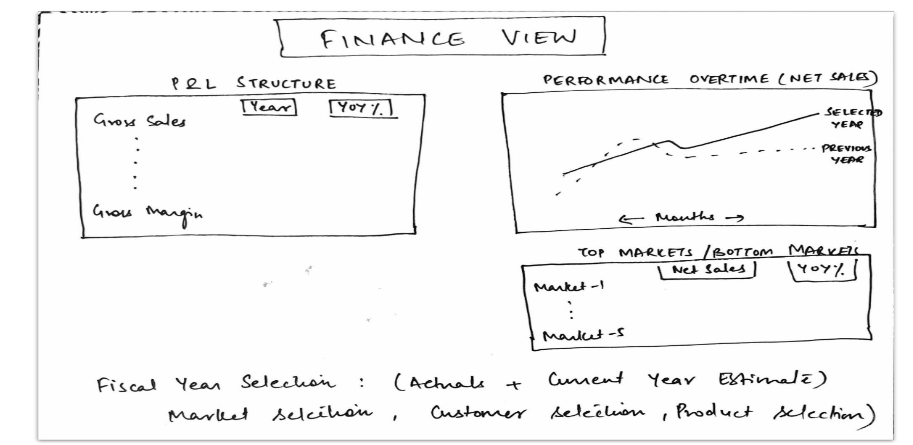 FINANCE VIEW
P & L STRUCTURE
Year YOY %
Gross Sales
Gross Margin
PERFORMANCE OVERTIME (NET SALES)
SELECTED
YEAR
PREVIOUS
YEAR
← Months →
TOP MARKETS / BOTTOM MARKETS
Net Sales YOY %
Market-1
Market-5
Fiscal Year Selection : (Actuals + Current Year Estimate)
Market selection, Customer selection, Product selection)